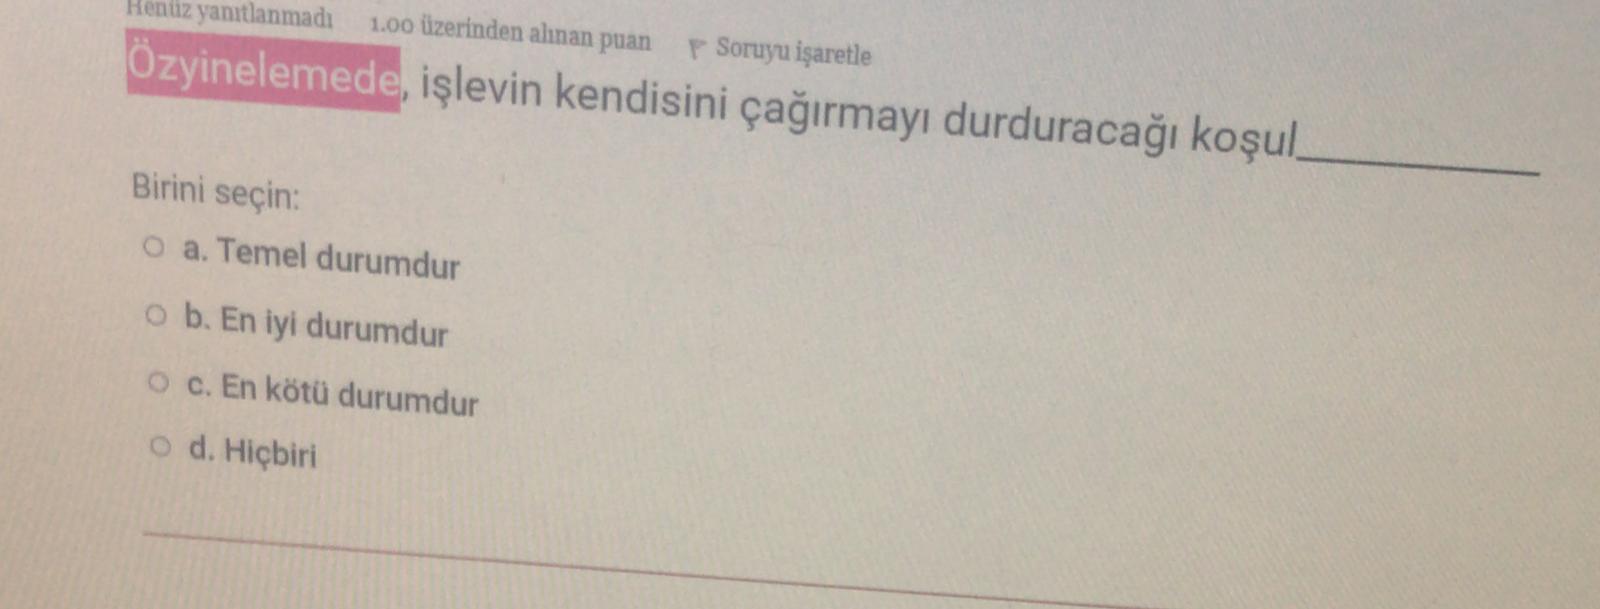 Henüz yanıtlanmadı 1.00 üzerinden alınan puan Soruyu işaretle
Özyinelemede, işlevin kendisini çağırmayı durduracağı koşul__________
Birini seçin:
a. Temel durumdur
b. En iyi durumdur
c. En kötü durumdur
d. Hiçbiri